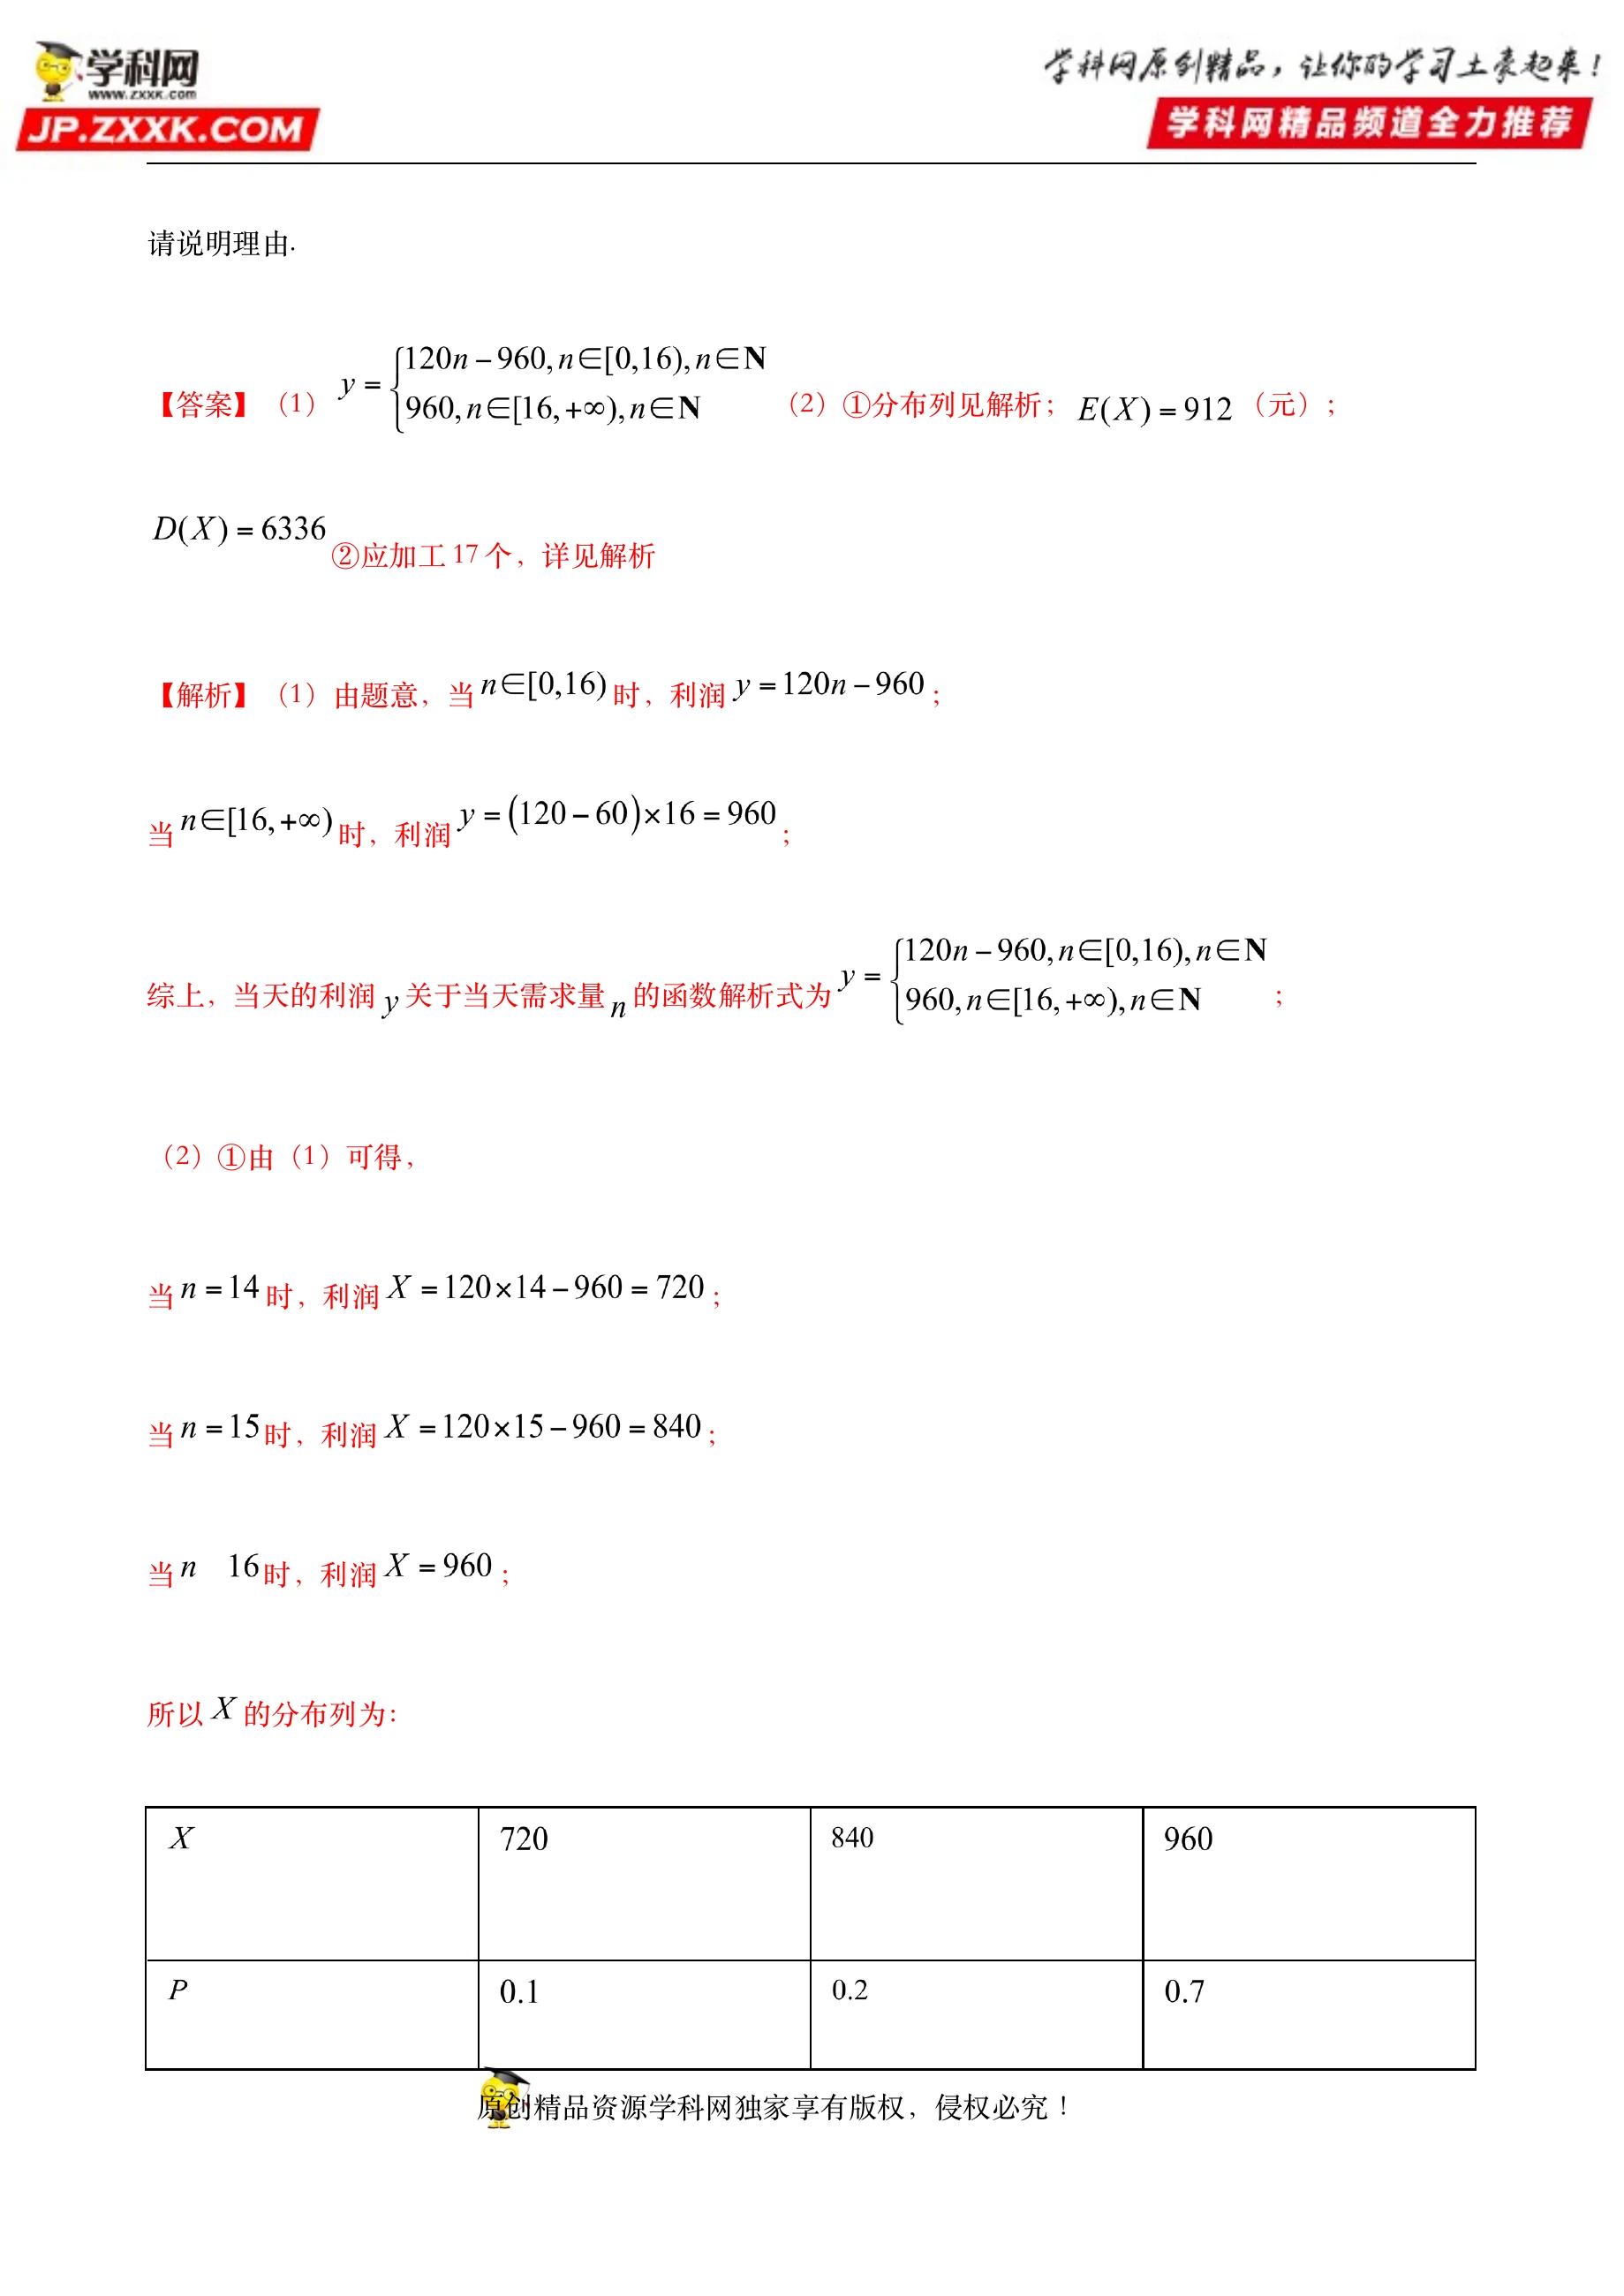 学科网
www.zxxk.com
JP.ZXXK.COM
学科网原创精品，让你的学习土豪起来！
学科网精品频道全力推荐
请说明理由.
【答案】（1） y = {120n − 960, n∈[0,16), n∈N
960, n∈[16,+∞), n∈N （2）①分布列见解析； E(X) = 912 （元）；
D(X) = 6336 ②应加工 17 个，详见解析
【解析】（1）由题意，当 n∈[0,16) 时，利润 y = 120n − 960 ；
当 n∈[16,+∞) 时，利润 y = (120 − 60)×16 = 960 ；
综上，当天的利润 y 关于当天需求量 n 的函数解析式为 y = {120n − 960, n∈[0,16), n∈N
960, n∈[16,+∞), n∈N ；
（2）①由（1）可得，
当 n = 14 时，利润 X = 120×14 − 960 = 720 ；
当 n = 15 时，利润 X = 120×15 − 960 = 840 ；
当 n 16 时，利润 X = 960 ；
所以 X 的分布列为：
X 720 840 960
P 0.1 0.2 0.7
原创精品资源学科网独家享有版权，侵权必究！